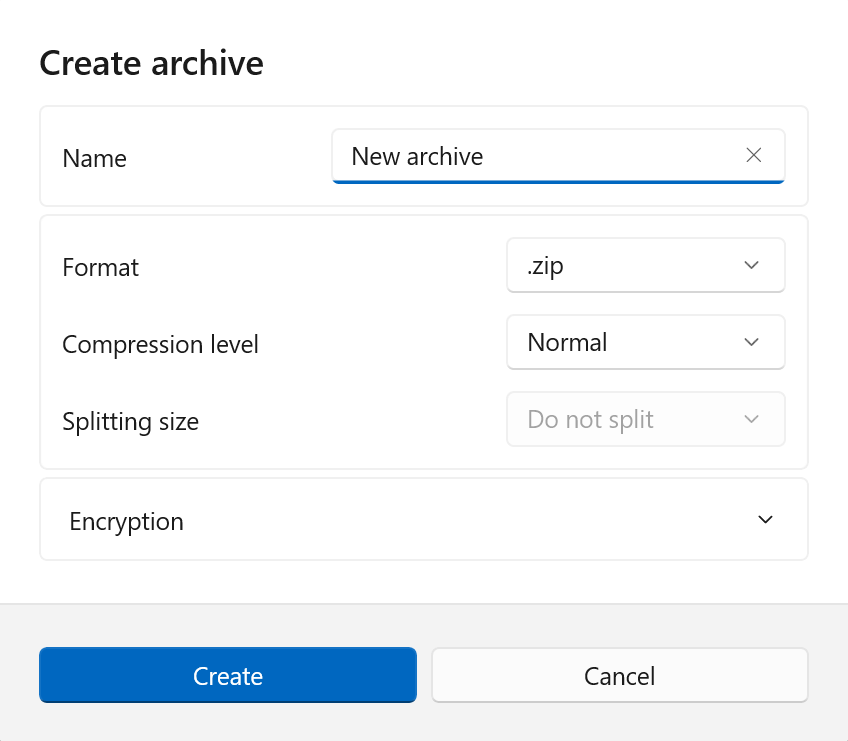 Create archive
Name
New archive
Format
.zip
Compression level
Normal
Splitting size
Do not split
Encryption
Create
Cancel